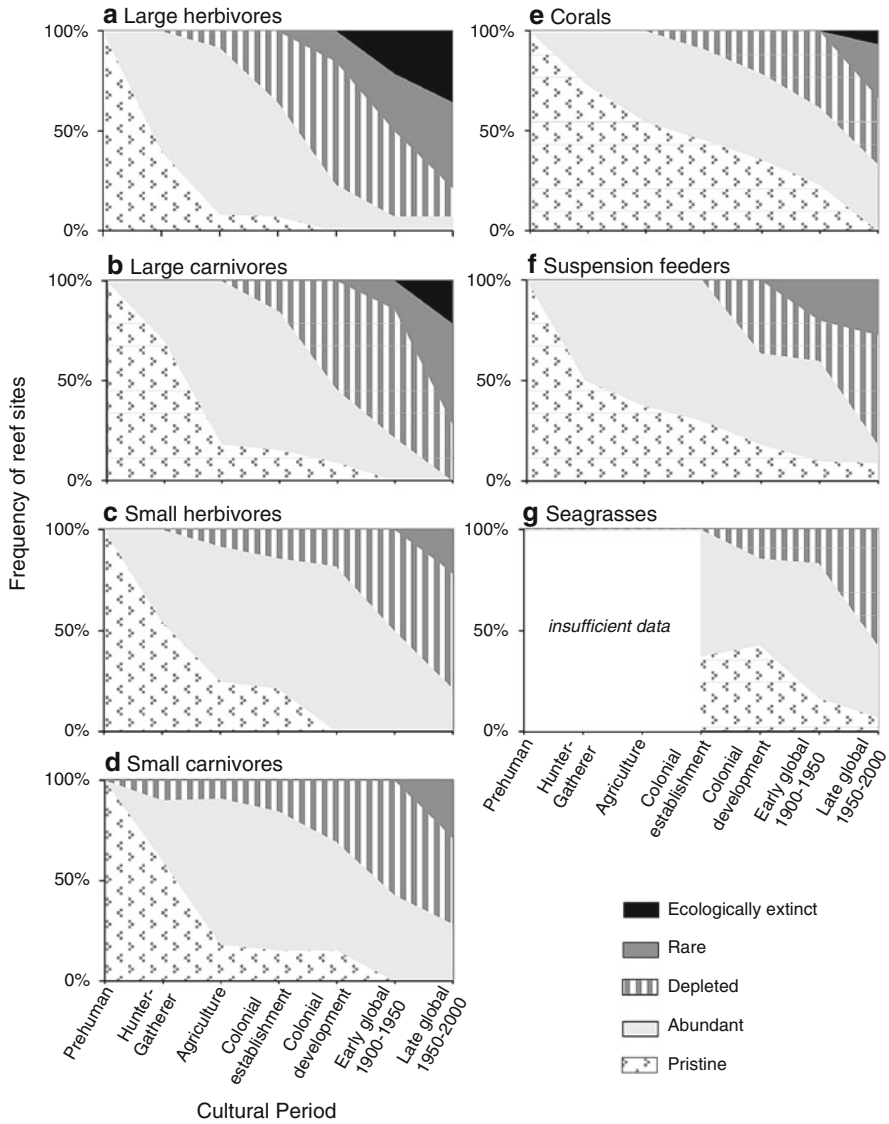 a Large herbivores
100%
50%
0%
b Large carnivores
100%
50%
0%
c Small herbivores
100%
50%
0%
d Small carnivores
100%
50%
0%
Prehuman
Hunter-
Gatherer
Agriculture
Colonial
establishment
Colonial
development
Early global
1900-1950
Late global
1950-2000
Cultural Period
Frequency of reef sites
e Corals
100%
50%
0%
f Suspension feeders
100%
50%
0%
g Seagrasses
100%
50%
0%
insufficient data
Prehuman
Hunter-
Gatherer
Agriculture
Colonial
establishment
Colonial
development
Early global
1900-1950
Late global
1950-2000
Ecologically extinct
Rare
Depleted
Abundant
Pristine